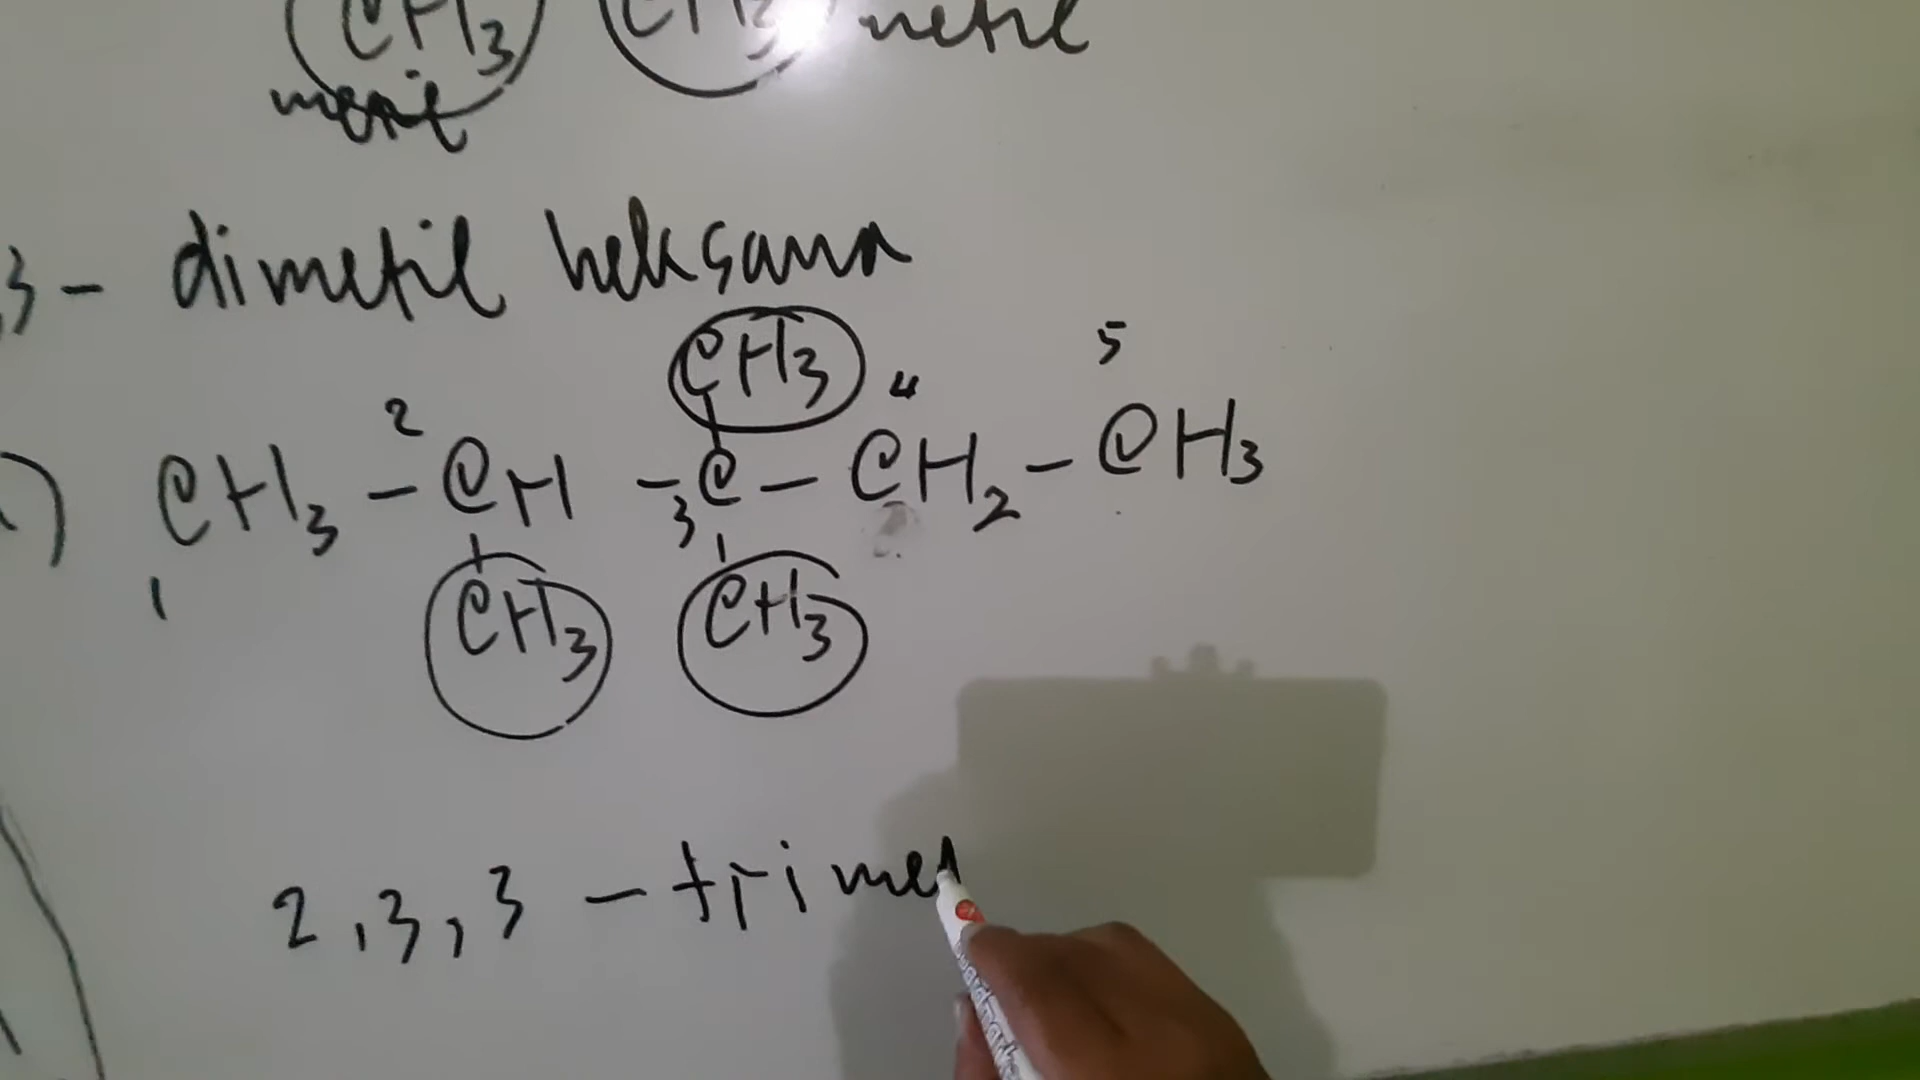 CH3 CH3 metil
metil
,3 - dimetil heksana
CH3 4 5
2
) CH3 - CH - C - CH2 - CH3
1 3
CH3 CH3
2,3,3 - trimet